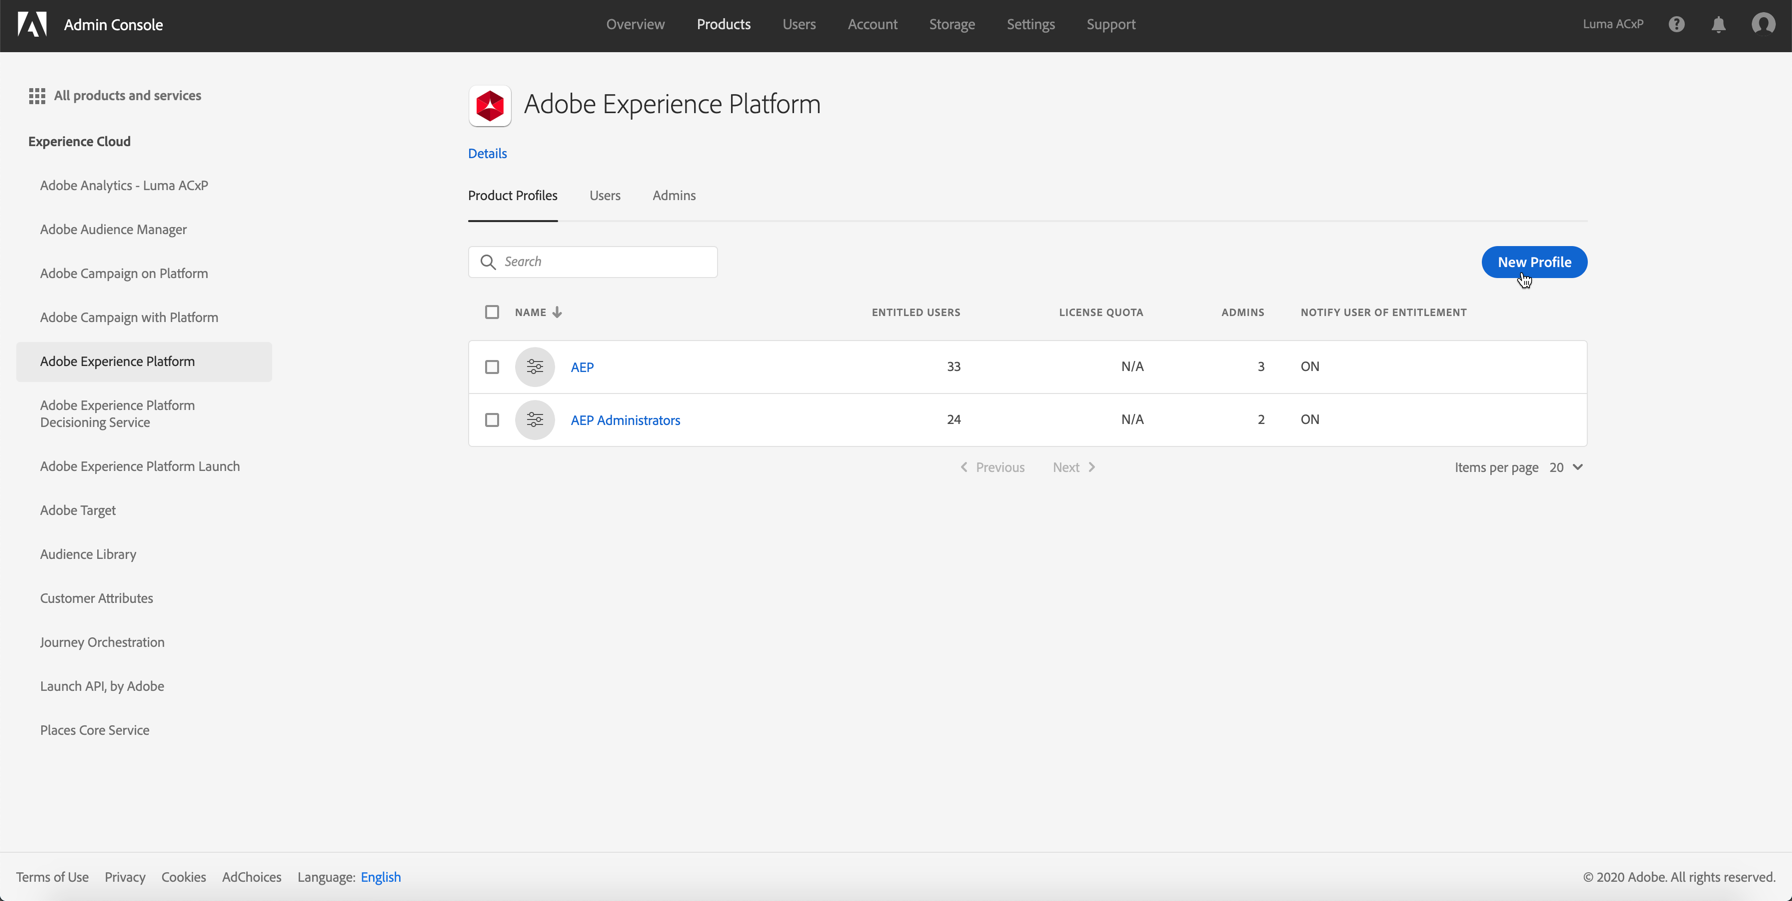 Admin Console
Overview
Products
Users
Account
Storage
Settings
Support
Luma ACxP
All products and services
Experience Cloud
Adobe Analytics - Luma ACxP
Adobe Audience Manager
Adobe Campaign on Platform
Adobe Campaign with Platform
Adobe Experience Platform
Adobe Experience Platform
Decisioning Service
Adobe Experience Platform Launch
Adobe Target
Audience Library
Customer Attributes
Journey Orchestration
Launch API, by Adobe
Places Core Service
Adobe Experience Platform
Details
Product Profiles
Users
Admins
Search
New Profile
NAME
ENTITLED USERS
LICENSE QUOTA
ADMINS
NOTIFY USER OF ENTITLEMENT
AEP
33
N/A
3
ON
AEP Administrators
24
N/A
2
ON
Previous
Next
Items per page 20
Terms of Use
Privacy
Cookies
AdChoices
Language: English
© 2020 Adobe. All rights reserved.